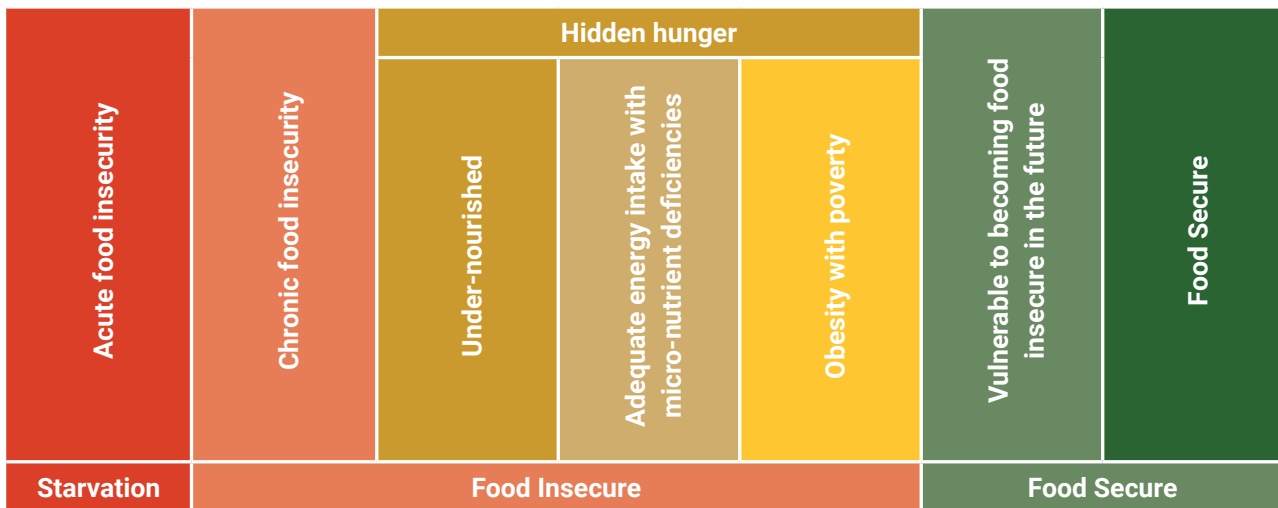 Hidden hunger
Acute food insecurity
Chronic food insecurity
Under-nourished
Adequate energy intake with
micro-nutrient deficiencies
Obesity with poverty
Vulnerable to becoming food
insecure in the future
Food Secure
Starvation
Food Insecure
Food Secure